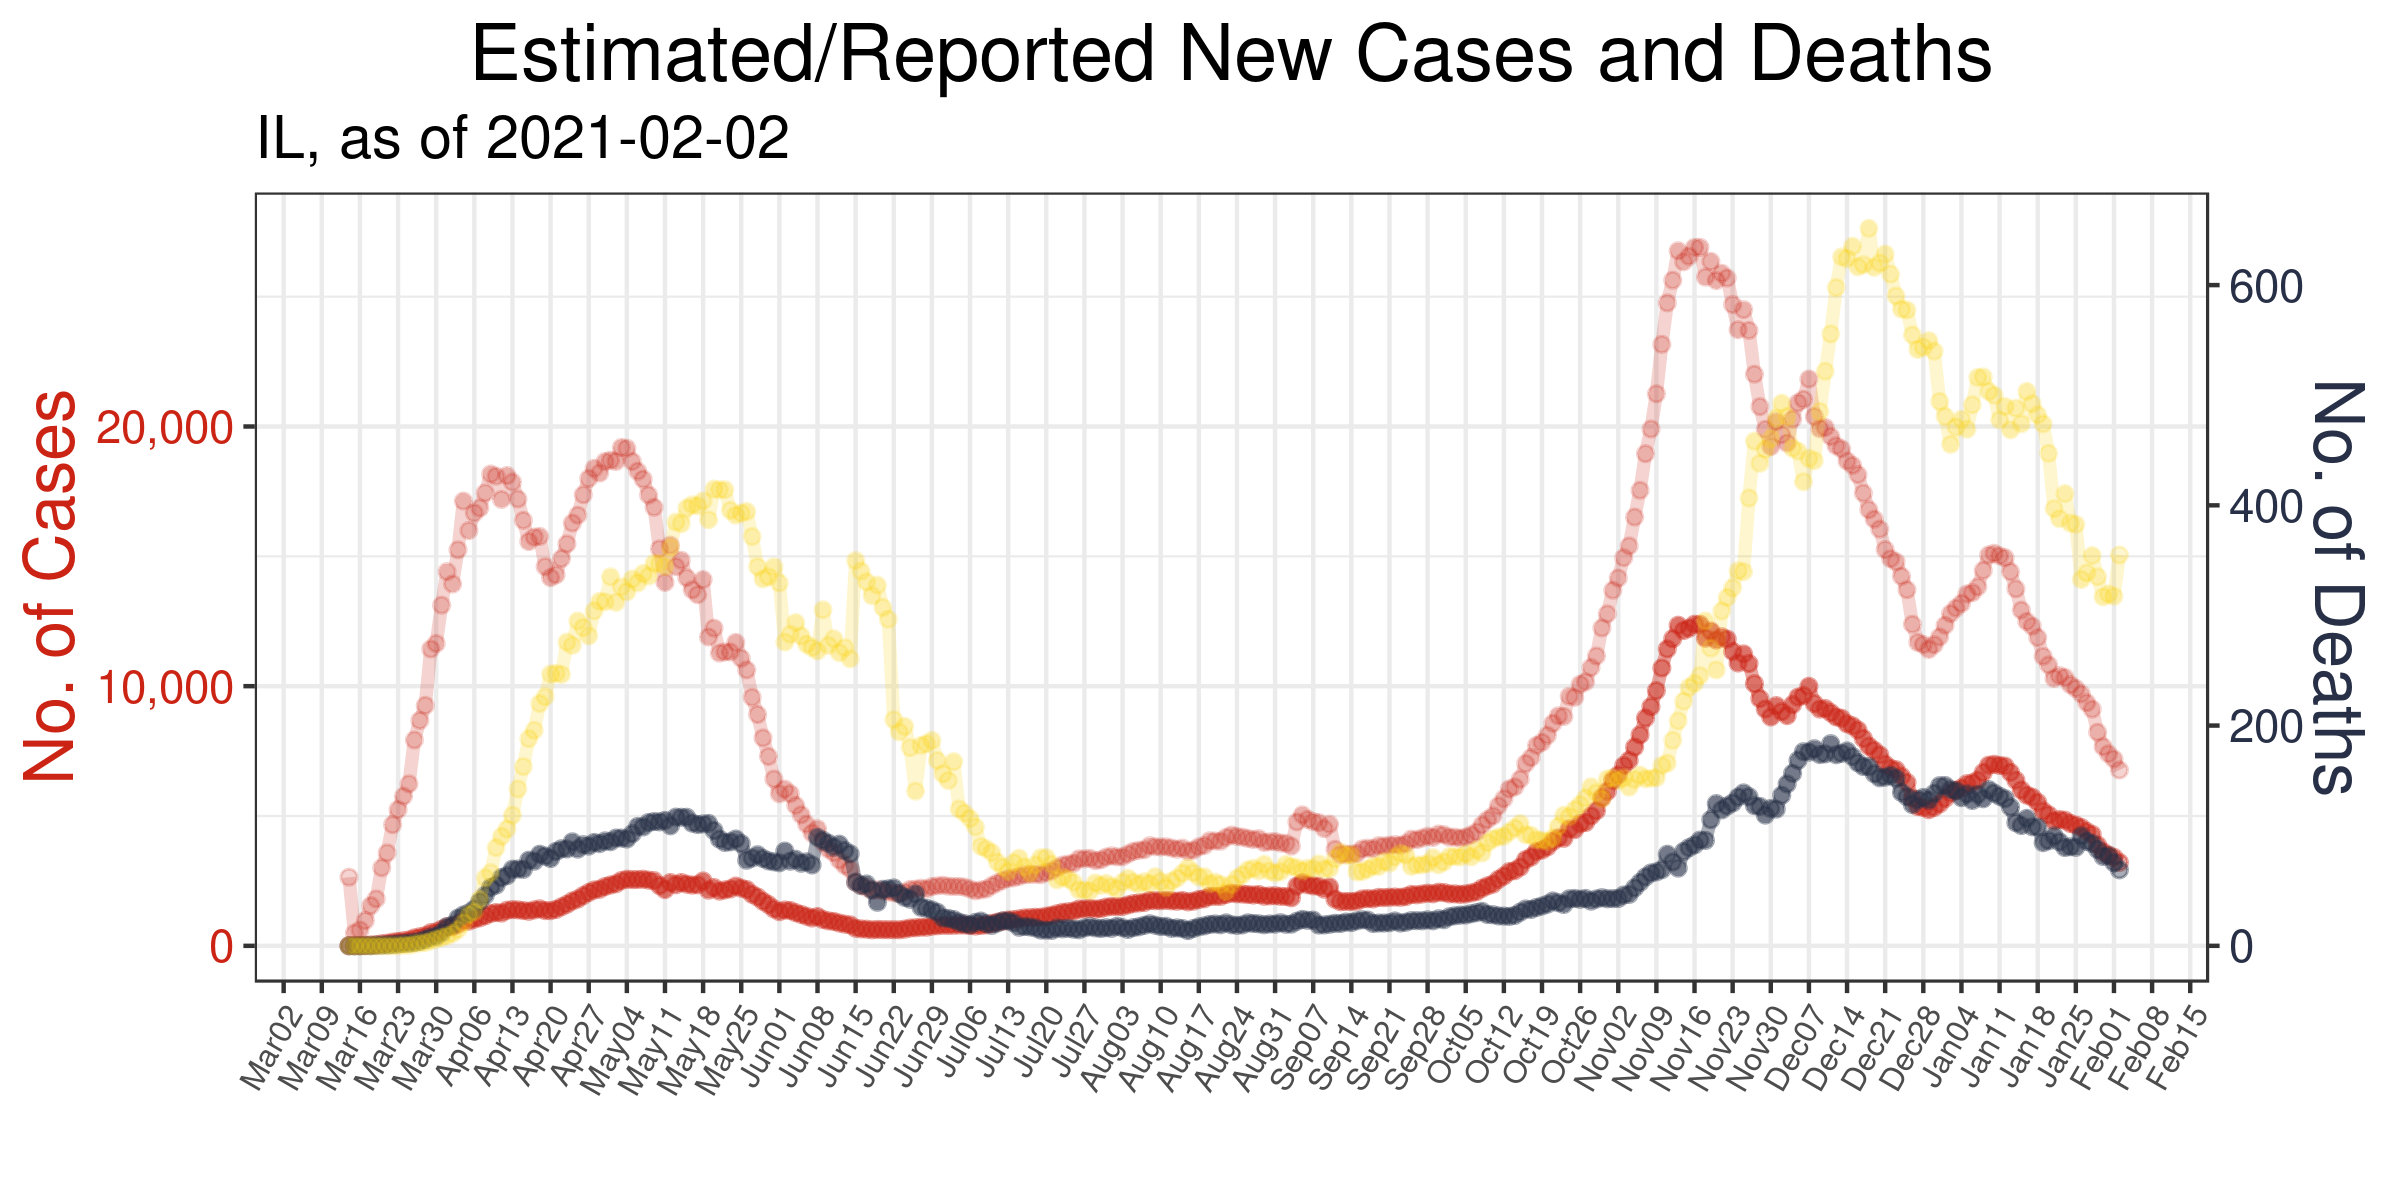 Estimated/Reported New Cases and Deaths
IL, as of 2021-02-02
No. of Cases
20,000
10,000
0
No. of Deaths
600
400
200
0
Mar02
Mar09
Mar16
Mar23
Mar30
Apr06
Apr13
Apr20
Apr27
May04
May11
May18
May25
Jun01
Jun08
Jun15
Jun22
Jun29
Jul06
Jul13
Jul20
Jul27
Aug03
Aug10
Aug17
Aug24
Aug31
Sep07
Sep14
Sep21
Sep28
Oct05
Oct12
Oct19
Oct26
Nov02
Nov09
Nov16
Nov23
Nov30
Dec07
Dec14
Dec21
Dec28
Jan04
Jan11
Jan18
Jan25
Feb01
Feb08
Feb15